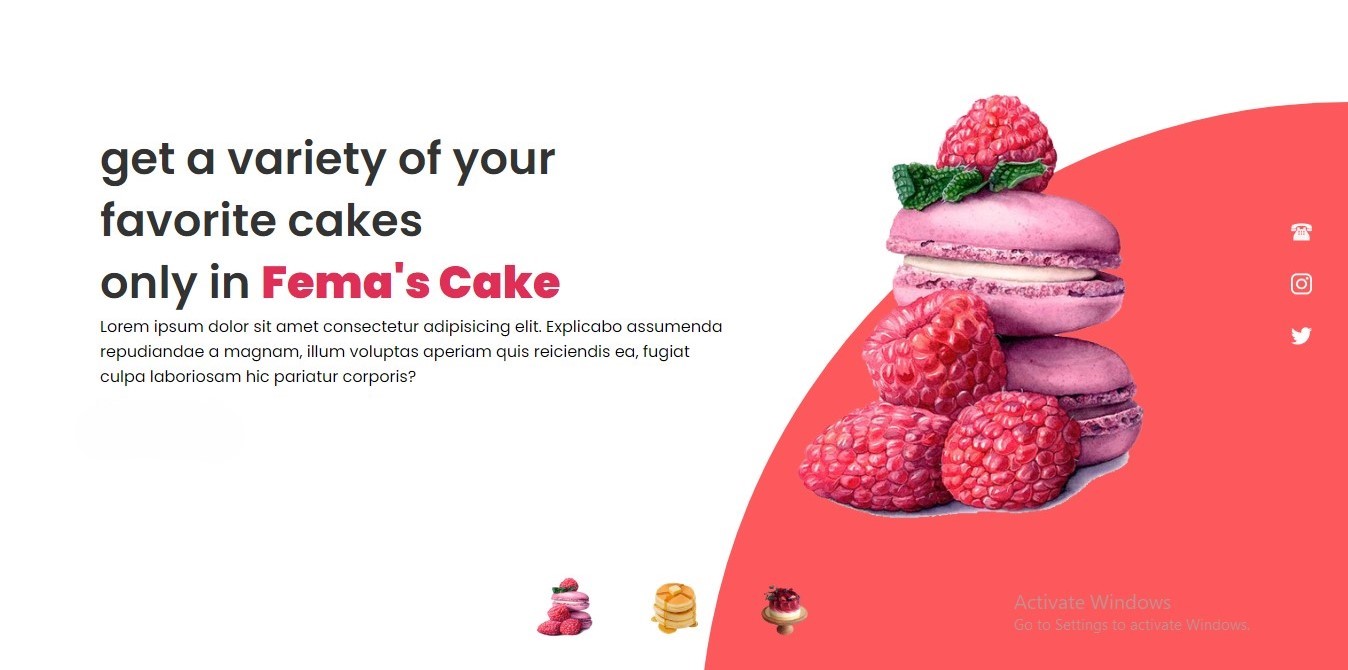 get a variety of your
favorite cakes
only in Fema's Cake
Lorem ipsum dolor sit amet consectetur adipisicing elit. Explicabo assumenda
repudiandae a magnam, illum voluptas aperiam quis reiciendis ea, fugiat
culpa laboriosam hic pariatur corporis?
Activate Windows
Go to Settings to activate Windows.